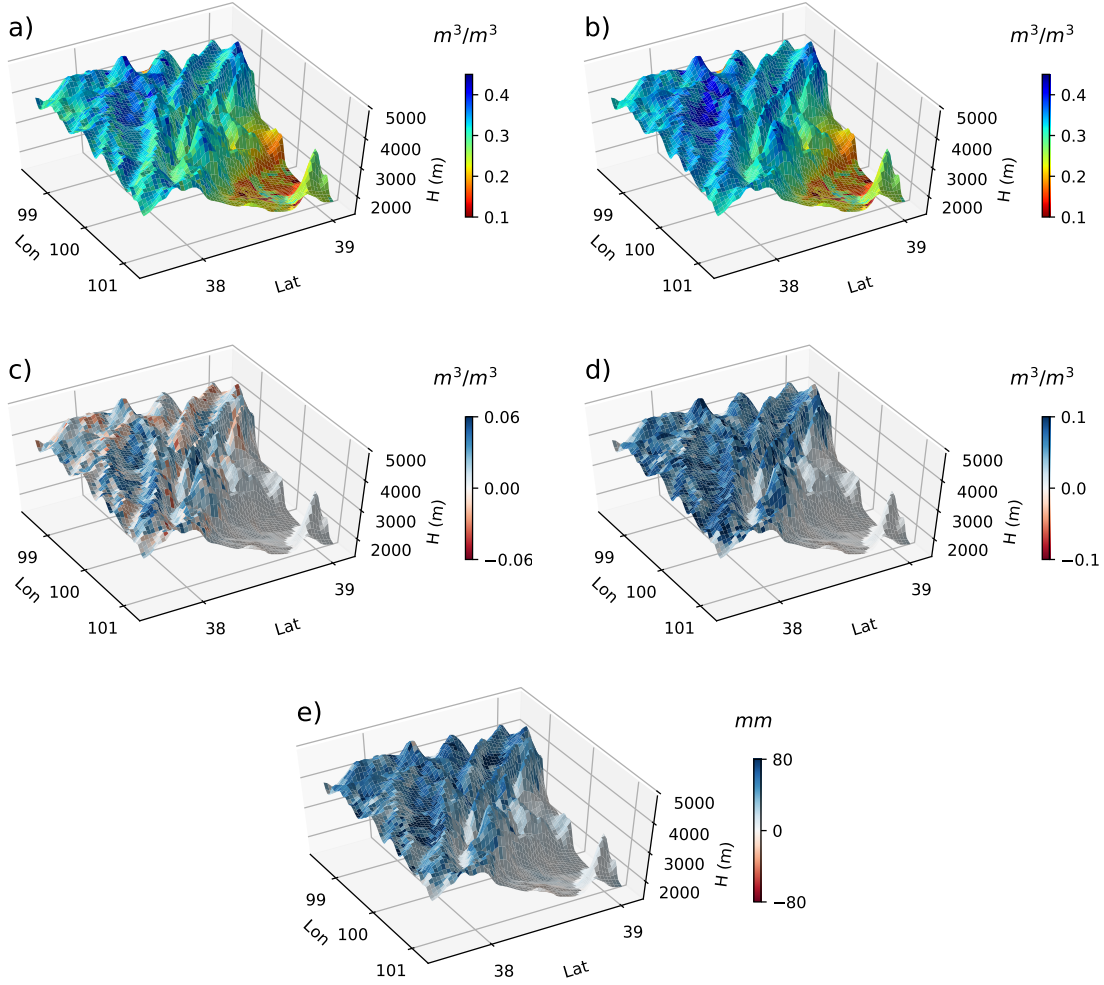 a)
m³/m³
0.4
0.3
0.2
0.1
5000
4000
3000
2000
H (m)
99
100
101
Lon
38
39
Lat
b)
m³/m³
0.4
0.3
0.2
0.1
5000
4000
3000
2000
H (m)
99
100
101
Lon
38
39
Lat
c)
m³/m³
0.06
0.00
−0.06
5000
4000
3000
2000
H (m)
99
100
101
Lon
38
39
Lat
d)
m³/m³
0.1
0.0
−0.1
5000
4000
3000
2000
H (m)
99
100
101
Lon
38
39
Lat
e)
mm
80
0
−80
5000
4000
3000
2000
H (m)
99
100
101
Lon
38
39
Lat